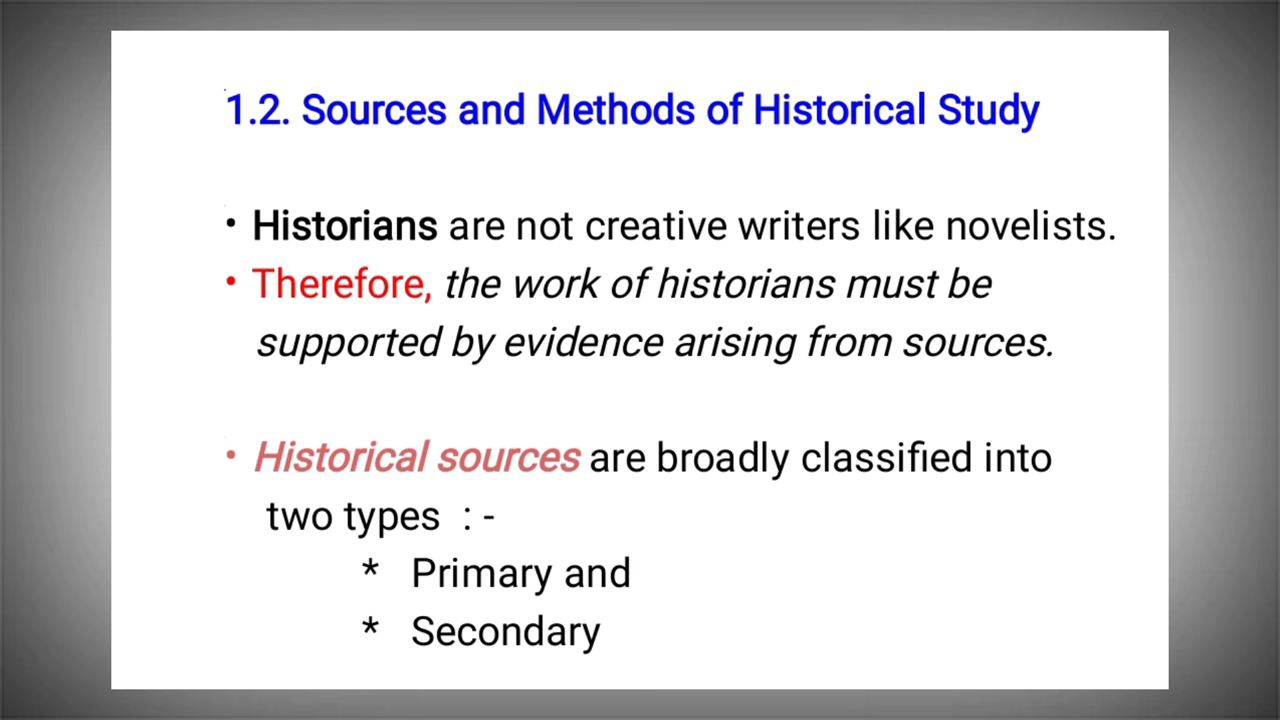 1.2. Sources and Methods of Historical Study
• Historians are not creative writers like novelists.
• Therefore, the work of historians must be
supported by evidence arising from sources.
• Historical sources are broadly classified into
two types : -
* Primary and
* Secondary